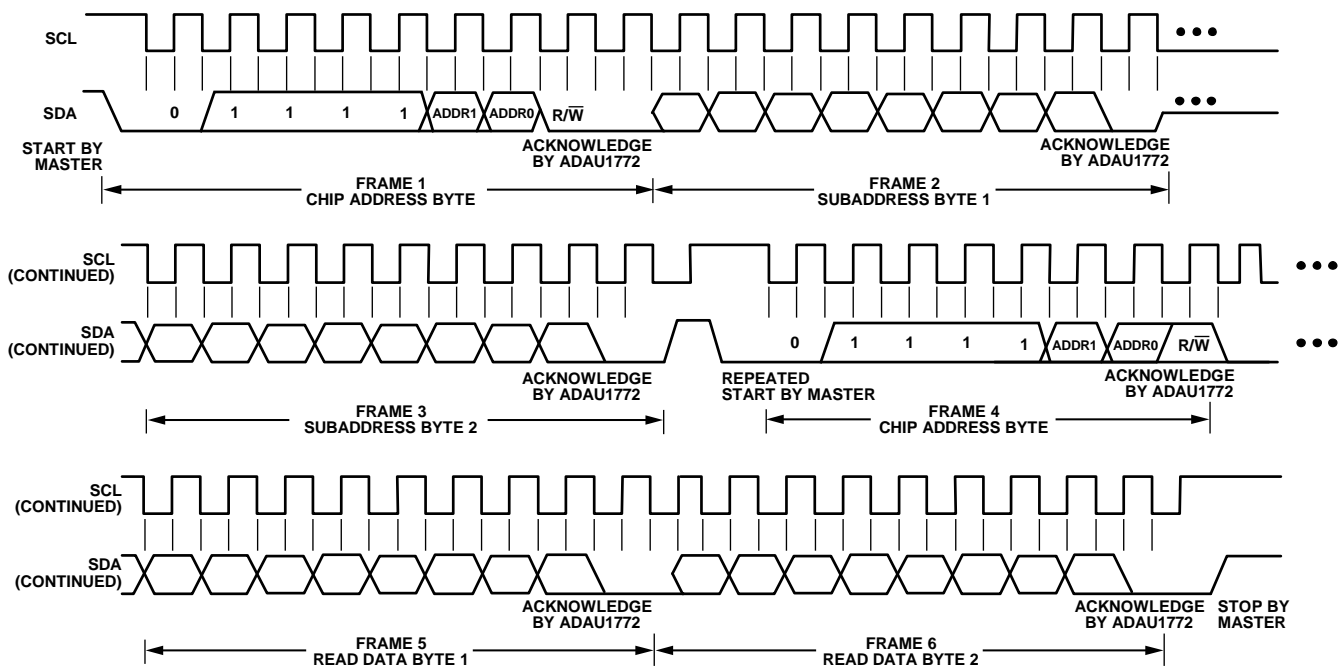 SCL
SDA
0 1 1 1 1 ADDR1 ADDR0 R/W̅
START BY
MASTER
ACKNOWLEDGE
BY ADAU1772
ACKNOWLEDGE
BY ADAU1772
FRAME 1
CHIP ADDRESS BYTE
FRAME 2
SUBADDRESS BYTE 1
SCL
(CONTINUED)
SDA
(CONTINUED)
0 1 1 1 1 ADDR1 ADDR0 R/W̅
ACKNOWLEDGE
BY ADAU1772
REPEATED
START BY MASTER
ACKNOWLEDGE
BY ADAU1772
FRAME 3
SUBADDRESS BYTE 2
FRAME 4
CHIP ADDRESS BYTE
SCL
(CONTINUED)
SDA
(CONTINUED)
ACKNOWLEDGE
BY ADAU1772
ACKNOWLEDGE
BY ADAU1772
STOP BY
MASTER
FRAME 5
READ DATA BYTE 1
FRAME 6
READ DATA BYTE 2